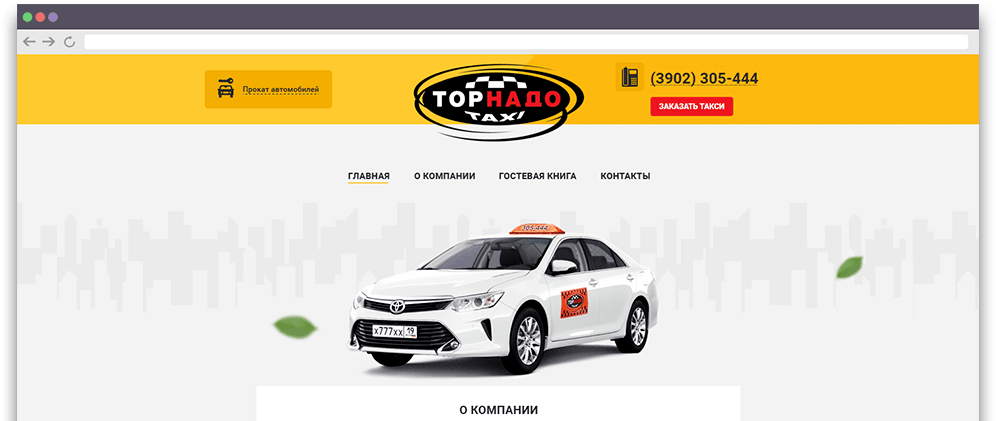 Прокат автомобилей
ТОРНАДО
TAXI
(3902) 305-444
ЗАКАЗАТЬ ТАКСИ
ГЛАВНАЯ
О КОМПАНИИ
ГОСТЕВАЯ КНИГА
КОНТАКТЫ
305-444
х777хх 19
О КОМПАНИИ